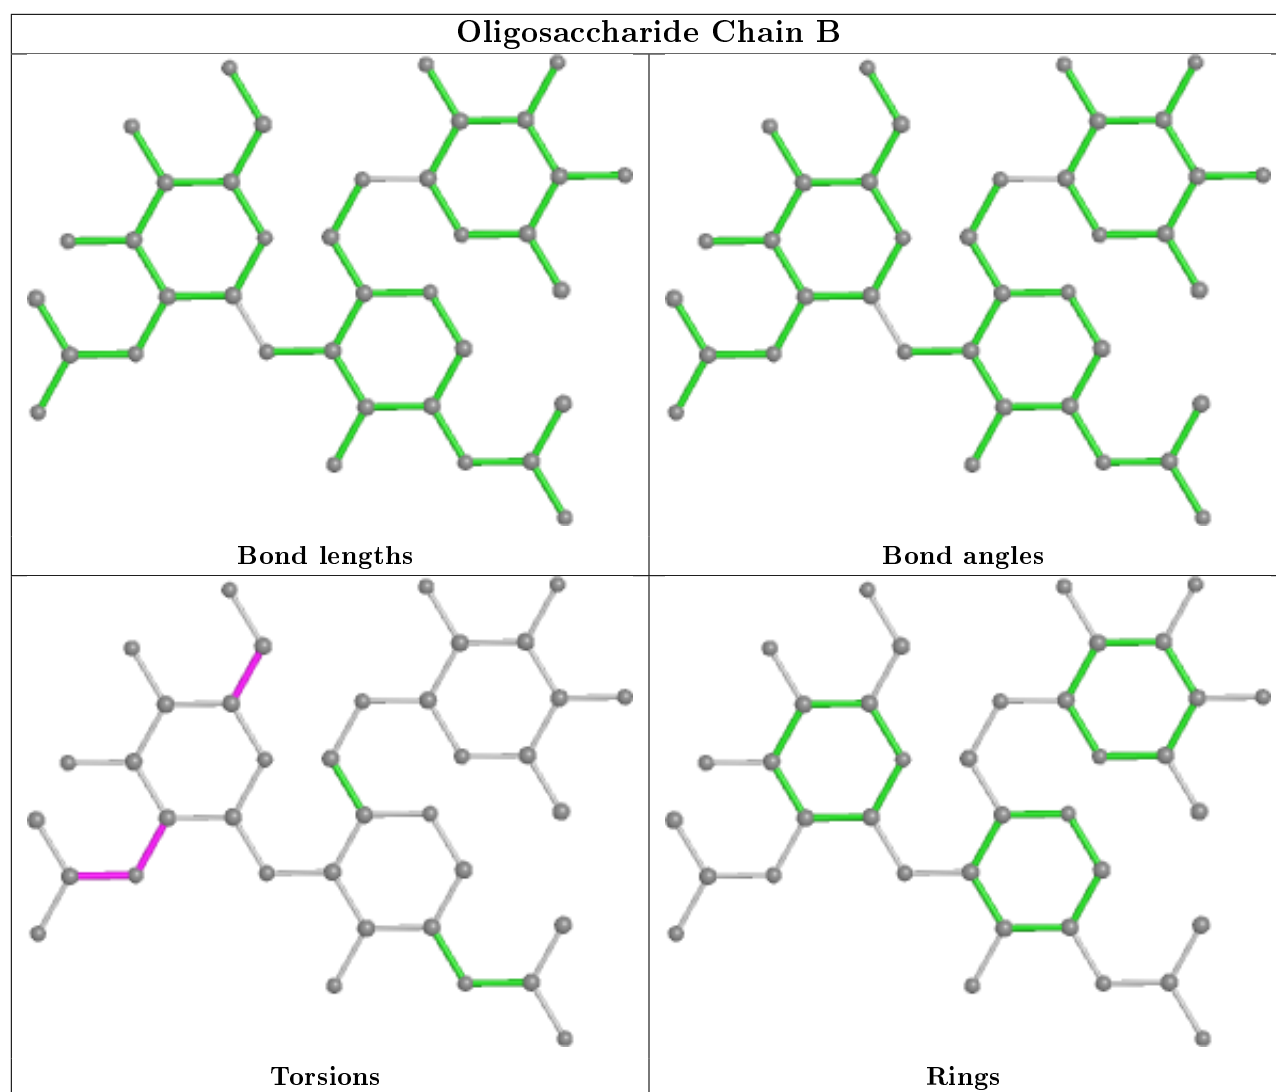 Oligosaccharide Chain B
Bond lengths
Bond angles
Torsions
Rings